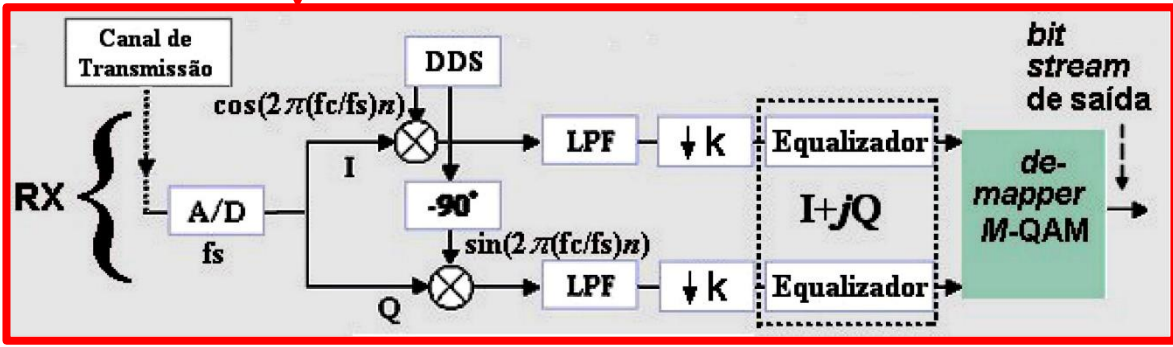 Canal de
Transmissão
DDS
bit
stream
de saída
cos(2π(fc/fs)n)
LPF
↓ k
Equalizador
I
RX
A/D
fs
-90°
I+jQ
de-
mapper
M-QAM
sin(2π(fc/fs)n)
LPF
↓ k
Equalizador
Q